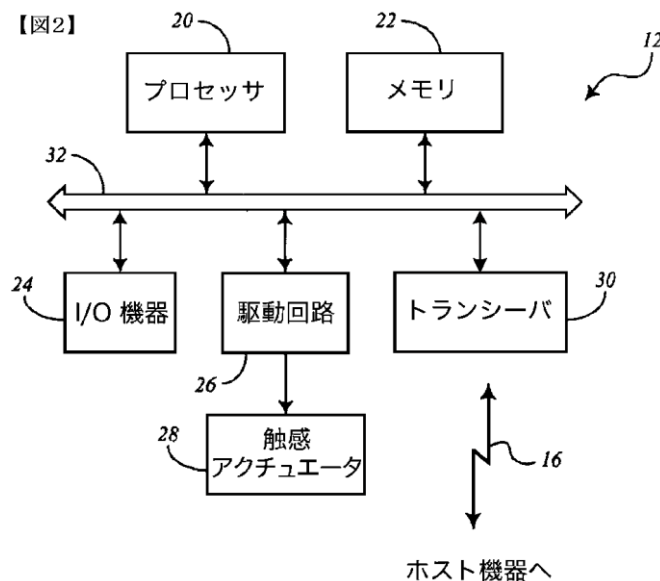 【図2】
20
22
12
プロセッサ
メモリ
32
24
I/O 機器
駆動回路
トランシーバ
30
26
28
触感
アクチュエータ
16
ホスト機器へ